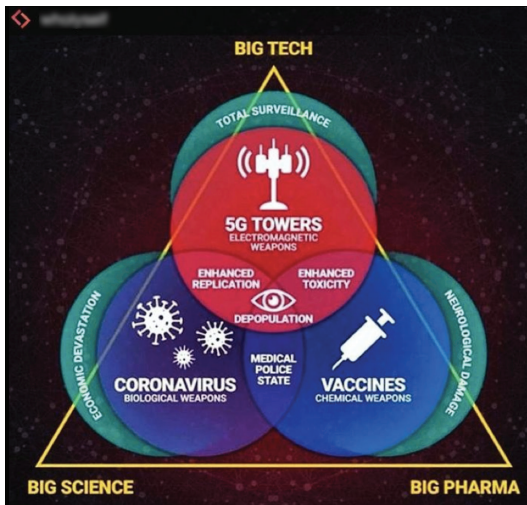 BIG TECH
TOTAL SURVEILLANCE
5G TOWERS
ELECTROMAGNETIC
WEAPONS
ENHANCED
REPLICATION
ENHANCED
TOXICITY
DEPOPULATION
ECONOMIC DEVASTATION
NEUROLOGICAL DAMAGE
MEDICAL
POLICE
STATE
CORONAVIRUS
BIOLOGICAL WEAPONS
VACCINES
CHEMICAL WEAPONS
BIG SCIENCE
BIG PHARMA